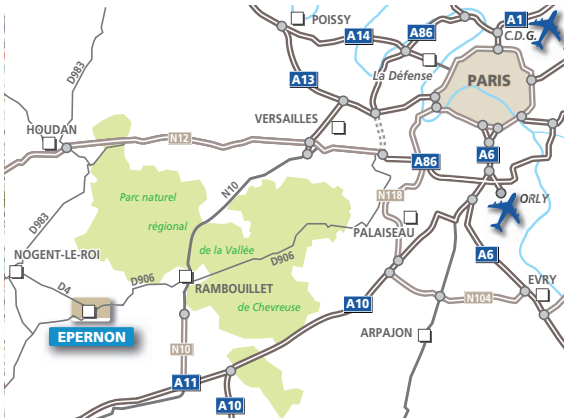 POISSY
A14
A86
A1
C.D.G.
D983
A13
La Défense
PARIS
VERSAILLES
HOUDAN
N12
A86
A6
Parc naturel
régional
N10
N118
ORLY
D983
de la Vallée
PALAISEAU
NOGENT-LE-ROI
D906
D906
A6
D4
RAMBOUILLET
EVRY
de Chevreuse
A10
N104
EPERNON
ARPAJON
N10
A11
A10